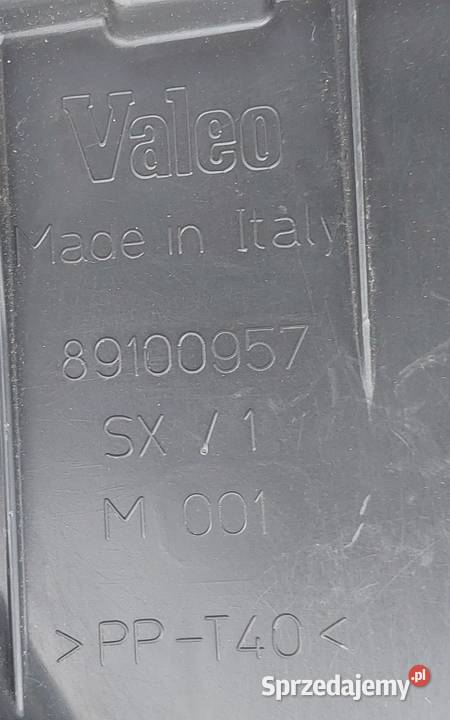 Valeo
Made in Italy
89100957
SX / 1
M 001
>PP-T40<
Sprzedajemy.pl